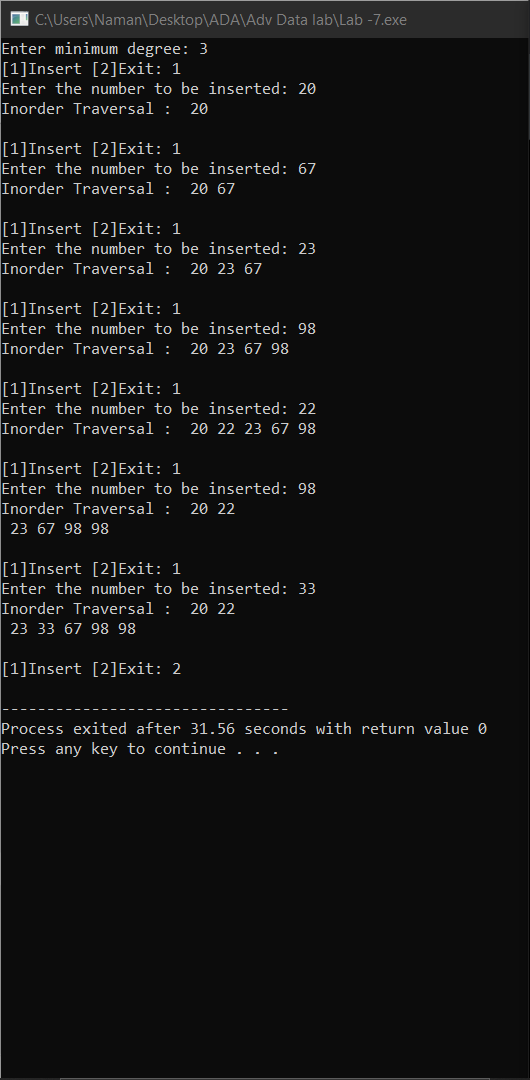 C:\Users\Naman\Desktop\ADA\Adv Data lab\Lab -7.exe
Enter minimum degree: 3
[1]Insert [2]Exit: 1
Enter the number to be inserted: 20
Inorder Traversal :  20
[1]Insert [2]Exit: 1
Enter the number to be inserted: 67
Inorder Traversal :  20 67
[1]Insert [2]Exit: 1
Enter the number to be inserted: 23
Inorder Traversal :  20 23 67
[1]Insert [2]Exit: 1
Enter the number to be inserted: 98
Inorder Traversal :  20 23 67 98
[1]Insert [2]Exit: 1
Enter the number to be inserted: 22
Inorder Traversal :  20 22 23 67 98
[1]Insert [2]Exit: 1
Enter the number to be inserted: 98
Inorder Traversal :  20 22
 23 67 98 98
[1]Insert [2]Exit: 1
Enter the number to be inserted: 33
Inorder Traversal :  20 22
 23 33 67 98 98
[1]Insert [2]Exit: 2
--------------------------------
Process exited after 31.56 seconds with return value 0
Press any key to continue . . .